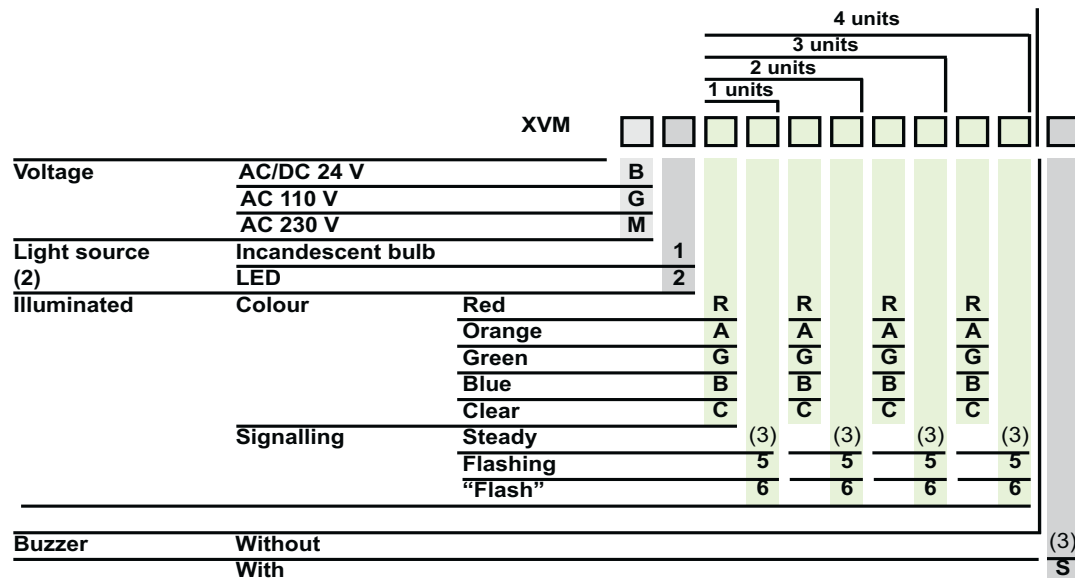 4 units
3 units
2 units
1 units
XVM
Voltage AC/DC 24 V B
AC 110 V G
AC 230 V M
Light source Incandescent bulb 1
(2) LED 2
Illuminated Colour Red R R R R
Orange A A A A
Green G G G G
Blue B B B B
Clear C C C C
Signalling Steady (3) (3) (3) (3)
Flashing 5 5 5 5
“Flash” 6 6 6 6
Buzzer Without (3)
With S